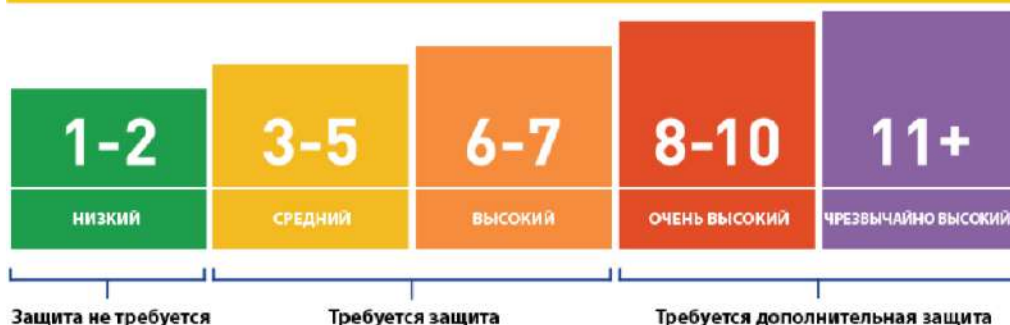 1-2
3-5
6-7
8-10
11+
НИЗКИЙ
СРЕДНИЙ
ВЫСОКИЙ
ОЧЕНЬ ВЫСОКИЙ
ЧРЕЗВЫЧАЙНО ВЫСОКИЙ
Защита не требуется
Требуется защита
Требуется дополнительная защита